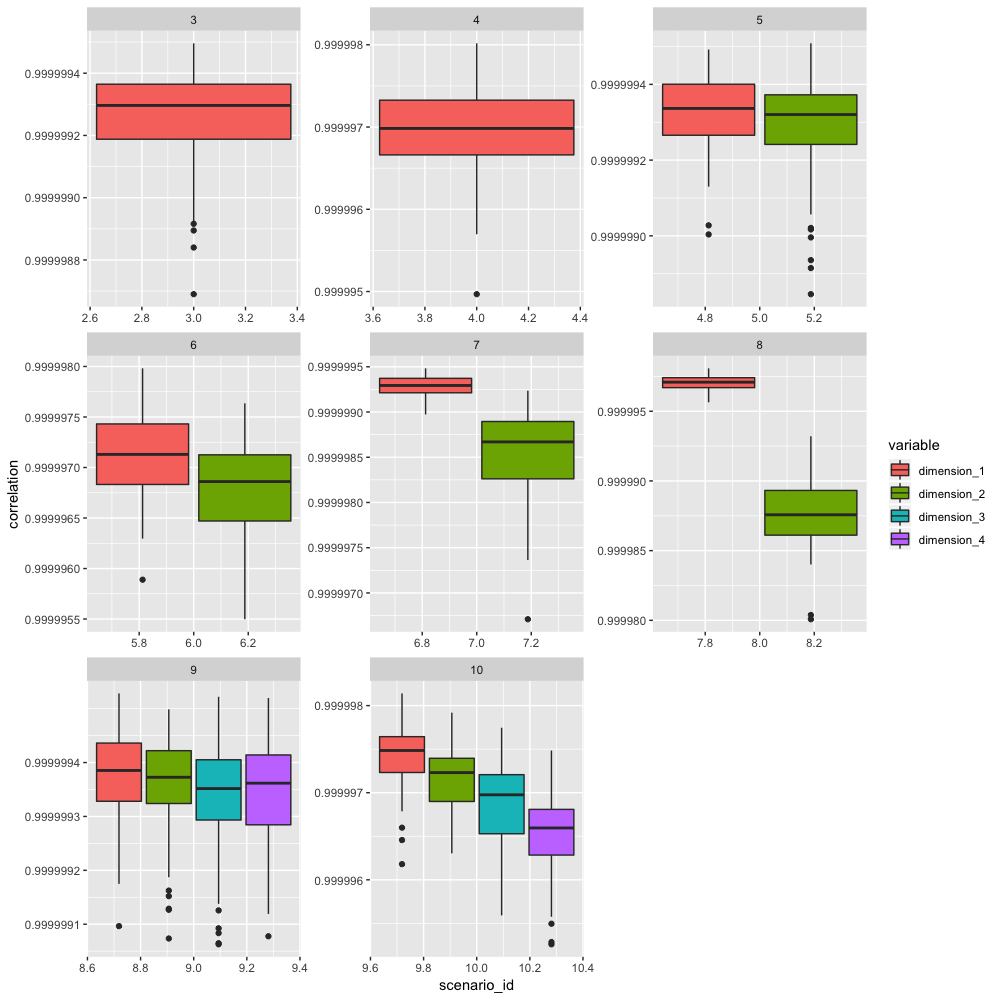 3
4
5
0.9999994
0.9999992
0.9999990
0.9999988
2.6 2.8 3.0 3.2 3.4
0.999998
0.999997
0.999996
0.999995
3.6 3.8 4.0 4.2 4.4
0.9999994
0.9999992
0.9999990
4.8 5.0 5.2
6
7
8
0.9999980
0.9999975
0.9999970
0.9999965
0.9999960
0.9999955
5.8 6.0 6.2
0.9999995
0.9999990
0.9999985
0.9999980
0.9999975
0.9999970
6.8 7.0 7.2
0.999995
0.999990
0.999985
0.999980
7.8 8.0 8.2
9
10
0.9999994
0.9999993
0.9999992
0.9999991
8.6 8.8 9.0 9.2 9.4
0.999998
0.999997
0.999996
9.6 9.8 10.0 10.2 10.4
scenario_id
correlation
variable
dimension_1
dimension_2
dimension_3
dimension_4